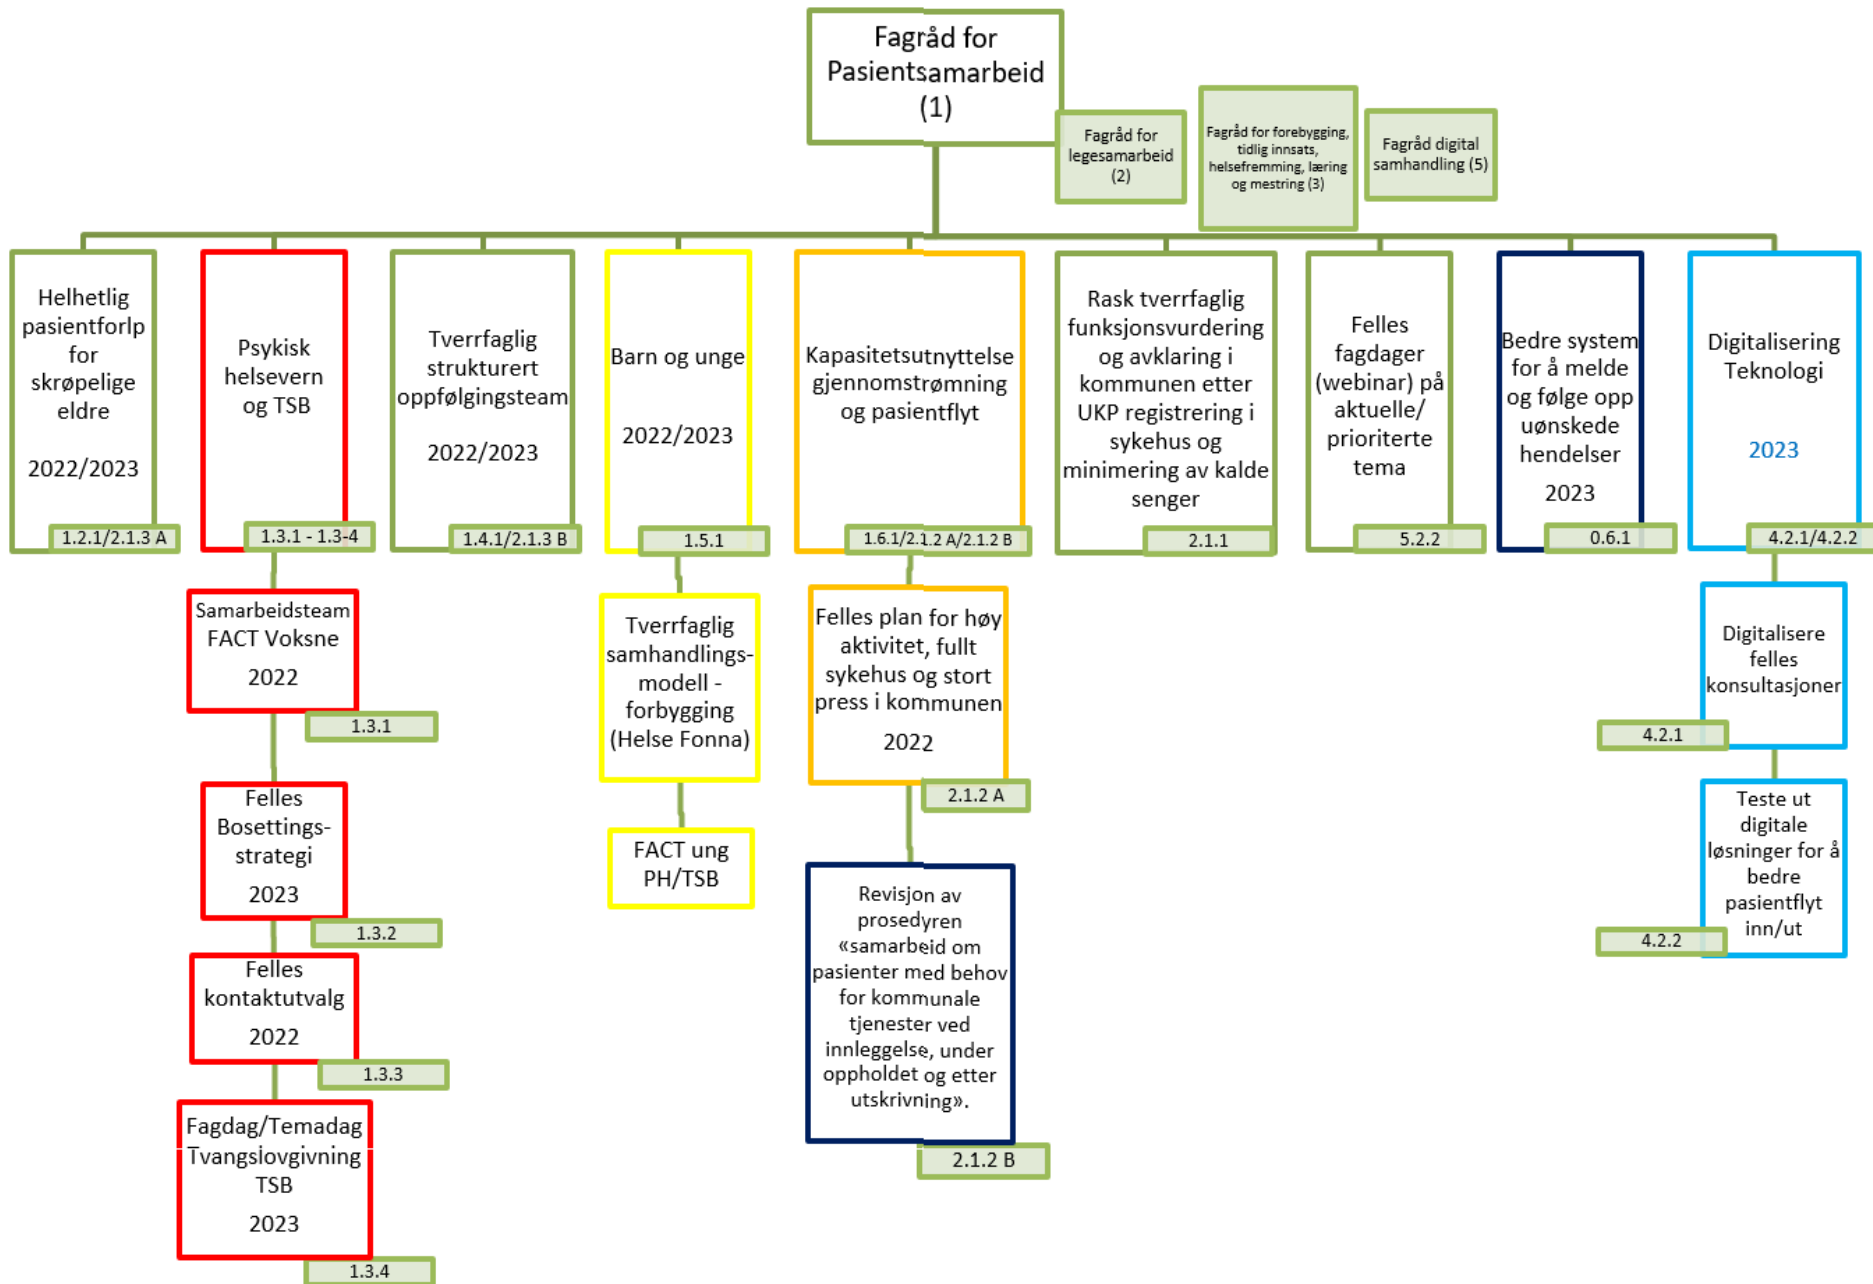 Fagråd for
Pasientsamarbeid
(1)
Fagråd for
legesamarbeid
(2)
Fagråd for forebygging,
tidlig innsats,
helsefremming, læring
og mestring (3)
Fagråd digital
samhandling (5)
Helhetlig
pasientforlp
for
skrøpelige
eldre
2022/2023
1.2.1/2.1.3 A
Psykisk
helsevern
og TSB
1.3.1 - 1.3-4
Tverrfaglig
strukturert
oppfølgingsteam
2022/2023
1.4.1/2.1.3 B
Barn og unge
2022/2023
1.5.1
Kapasitetsutnyttelse
gjennomstrømning
og pasientflyt
1.6.1/2.1.2 A/2.1.2 B
Rask tverrfaglig
funksjonsvurdering
og avklaring i
kommunen etter
UKP registrering i
sykehus og
minimering av kalde
senger
2.1.1
Felles
fagdager
(webinar) på
aktuelle/
prioriterte
tema
5.2.2
Bedre system
for å melde
og følge opp
uønskede
hendelser
2023
0.6.1
Digitalisering
Teknologi
2023
4.2.1/4.2.2
Samarbeidsteam
FACT Voksne
2022
1.3.1
Felles
Bosettings-
strategi
2023
1.3.2
Felles
kontaktutvalg
2022
1.3.3
Fagdag/Temadag
Tvangslovgivning
TSB
2023
1.3.4
Tverrfaglig
samhandlings-
modell -
forbygging
(Helse Fonna)
FACT ung
PH/TSB
Felles plan for høy
aktivitet, fullt
sykehus og stort
press i kommunen
2022
2.1.2 A
Revisjon av
prosedyren
«samarbeid om
pasienter med behov
for kommunale
tjenester ved
innleggelse, under
oppholdet og etter
utskrivning».
2.1.2 B
Digitalisere
felles
konsultasjoner
4.2.1
Teste ut
digitale
løsninger for å
bedre
pasientflyt
inn/ut
4.2.2